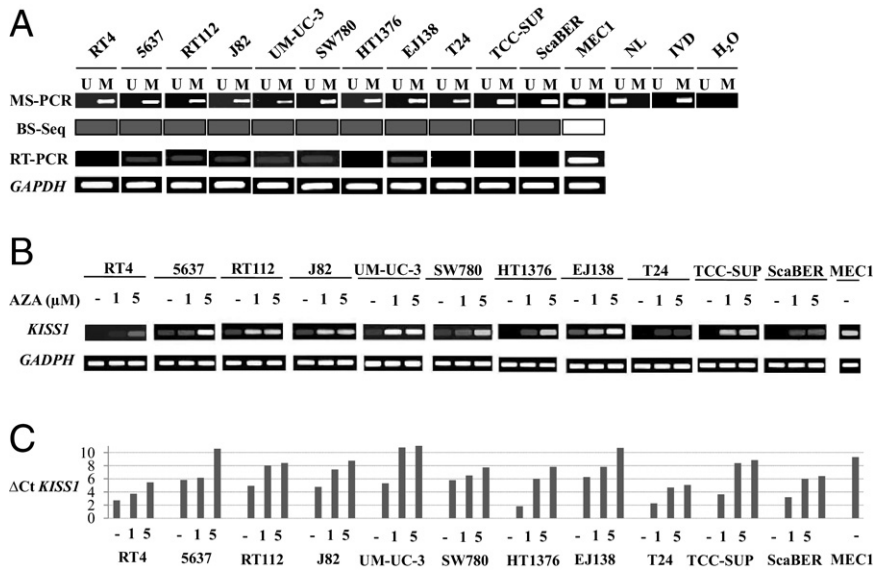 A
RT4 5637 RT112 J82 UM-UC-3 SW780 HT1376 EJ138 T24 TCC-SUP ScaBER MEC1 NL IVD H₂O
U M U M U M U M U M U M U M U M U M U M U M U M U M U M U M
MS-PCR
BS-Seq
RT-PCR
GAPDH
B
RT4 5637 RT112 J82 UM-UC-3 SW780 HT1376 EJ138 T24 TCC-SUP ScaBER MEC1
AZA (µM) - 1 5 - 1 5 - 1 5 - 1 5 - 1 5 - 1 5 - 1 5 - 1 5 - 1 5 - 1 5 - 1 5 -
KISS1
GADPH
C
10
8
6
4
2
0
ΔCt KISS1
- 1 5 - 1 5 - 1 5 - 1 5 - 1 5 - 1 5 - 1 5 - 1 5 - 1 5 - 1 5 - 1 5 -
RT4 5637 RT112 J82 UM-UC-3 SW780 HT1376 EJ138 T24 TCC-SUP ScaBER MEC1